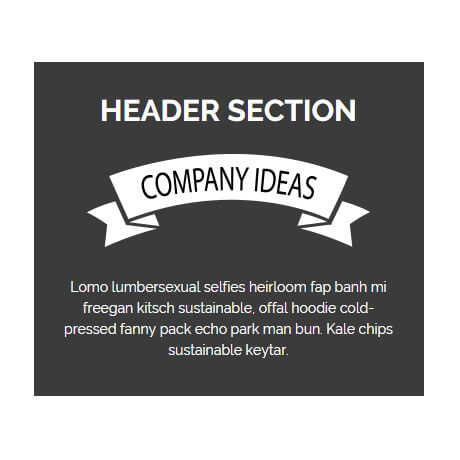 HEADER SECTION
COMPANY IDEAS
Lomo lumbersexual selfies heirloom fap banh mi
freegan kitsch sustainable, offal hoodie cold-
pressed fanny pack echo park man bun. Kale chips
sustainable keytar.